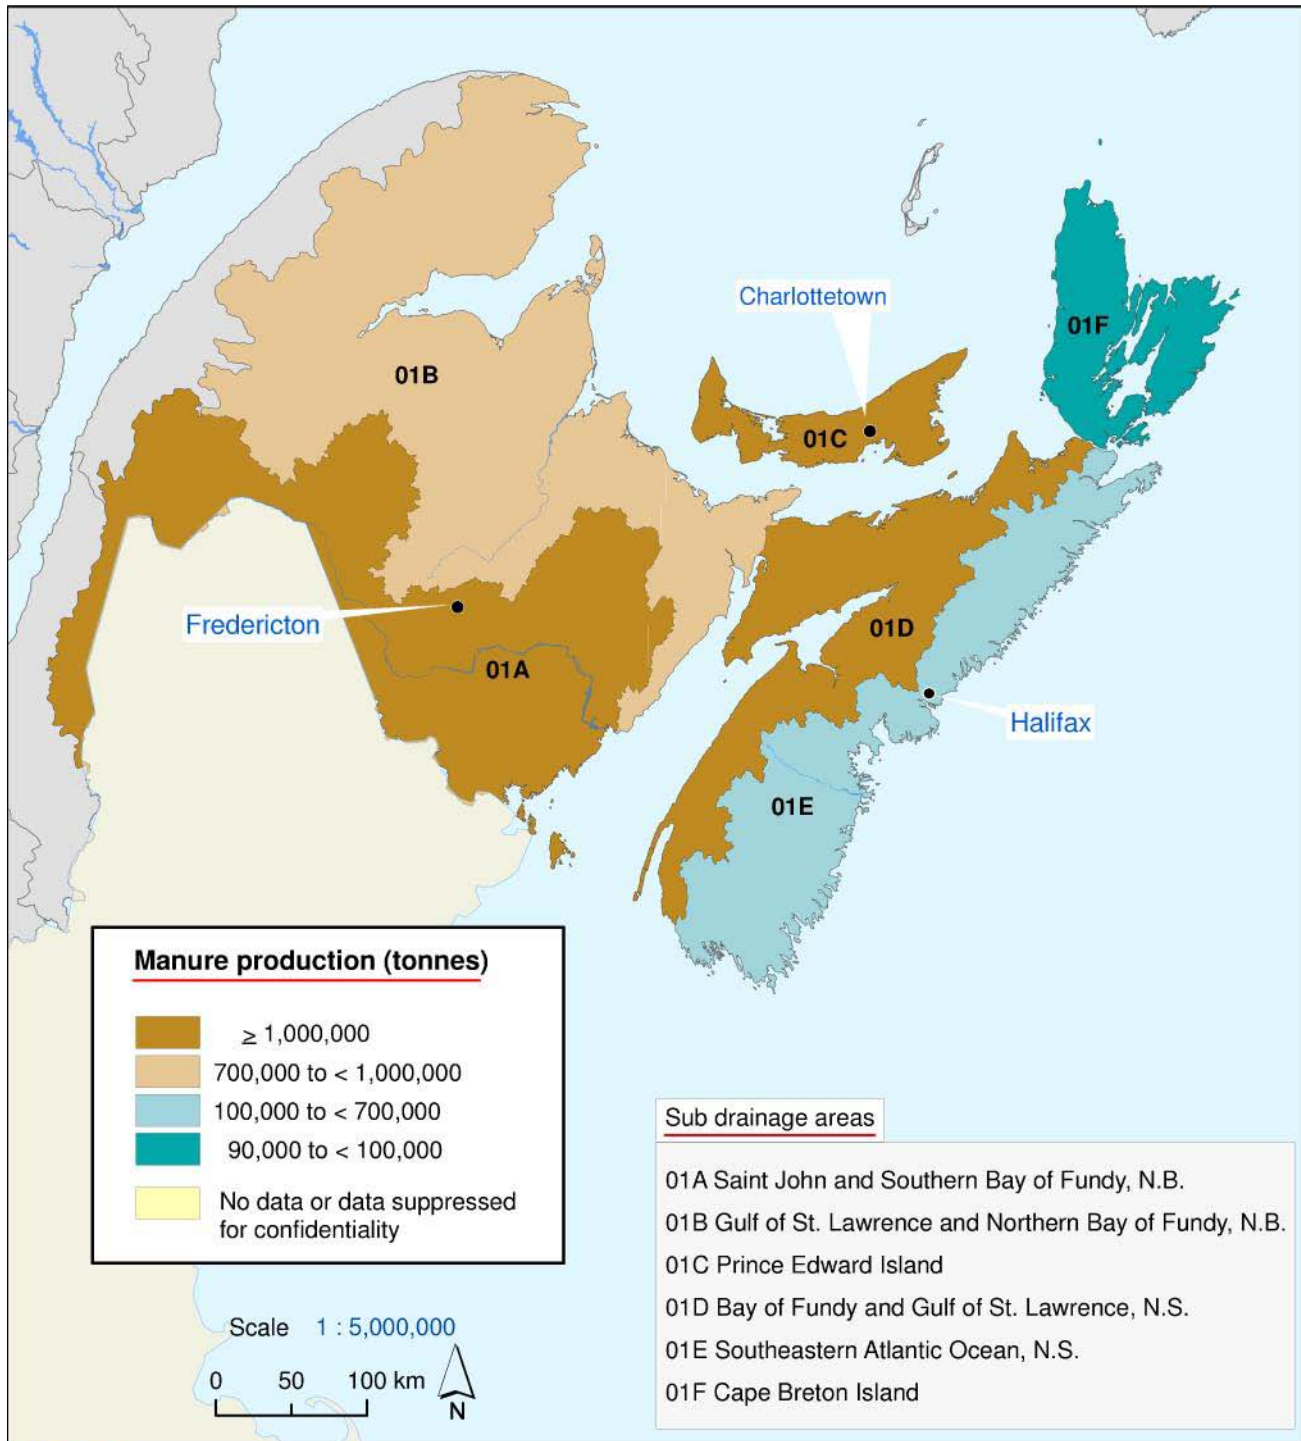 Charlottetown
01F
01B
01C
Fredericton
01D
01A
Halifax
01E
Manure production (tonnes)
≥ 1,000,000
700,000 to < 1,000,000
100,000 to < 700,000
90,000 to < 100,000
No data or data suppressed
for confidentiality
Sub drainage areas
01A Saint John and Southern Bay of Fundy, N.B.
01B Gulf of St. Lawrence and Northern Bay of Fundy, N.B.
01C Prince Edward Island
01D Bay of Fundy and Gulf of St. Lawrence, N.S.
01E Southeastern Atlantic Ocean, N.S.
01F Cape Breton Island
Scale 1 : 5,000,000
0 50 100 km
N